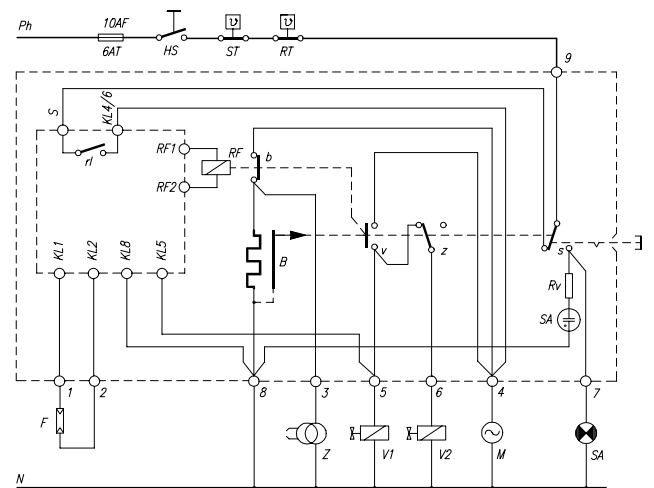 Ph
10AF
6AT
HS
ϑ
ST
ϑ
RT
9
S
KL4/6
rl
RF1
RF
RF2
b
KL1
KL2
KL8
KL5
B
v
z
s
Rv
SA
1
2
8
3
5
6
4
7
F
Z
V1
V2
M
SA
N